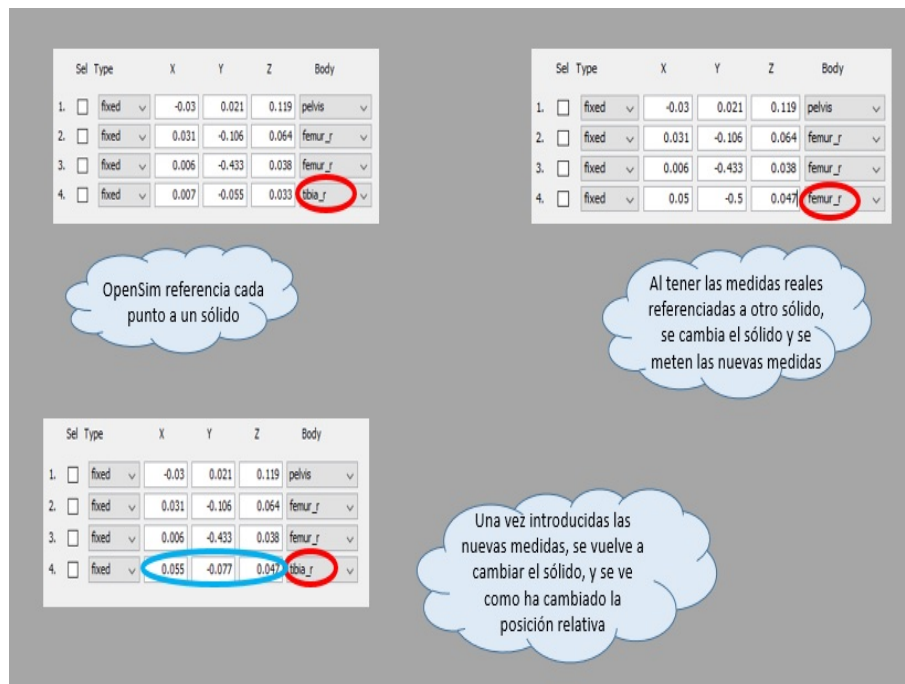 Sel Type X Y Z Body
1. fixed -0.03 0.021 0.119 pelvis
2. fixed 0.031 -0.106 0.064 femur_r
3. fixed 0.006 -0.433 0.038 femur_r
4. fixed 0.007 -0.055 0.033 tibia_r
OpenSim referencia cada
punto a un sólido
Sel Type X Y Z Body
1. fixed -0.03 0.021 0.119 pelvis
2. fixed 0.031 -0.106 0.064 femur_r
3. fixed 0.006 -0.433 0.038 femur_r
4. fixed 0.05 -0.5 0.047 femur_r
Al tener las medidas reales
referenciadas a otro sólido,
se cambia el sólido y se
meten las nuevas medidas
Sel Type X Y Z Body
1. fixed -0.03 0.021 0.119 pelvis
2. fixed 0.031 -0.106 0.064 femur_r
3. fixed 0.006 -0.433 0.038 femur_r
4. fixed 0.055 -0.077 0.047 tibia_r
Una vez introducidas las
nuevas medidas, se vuelve a
cambiar el sólido, y se ve
como ha cambiado la
posición relativa